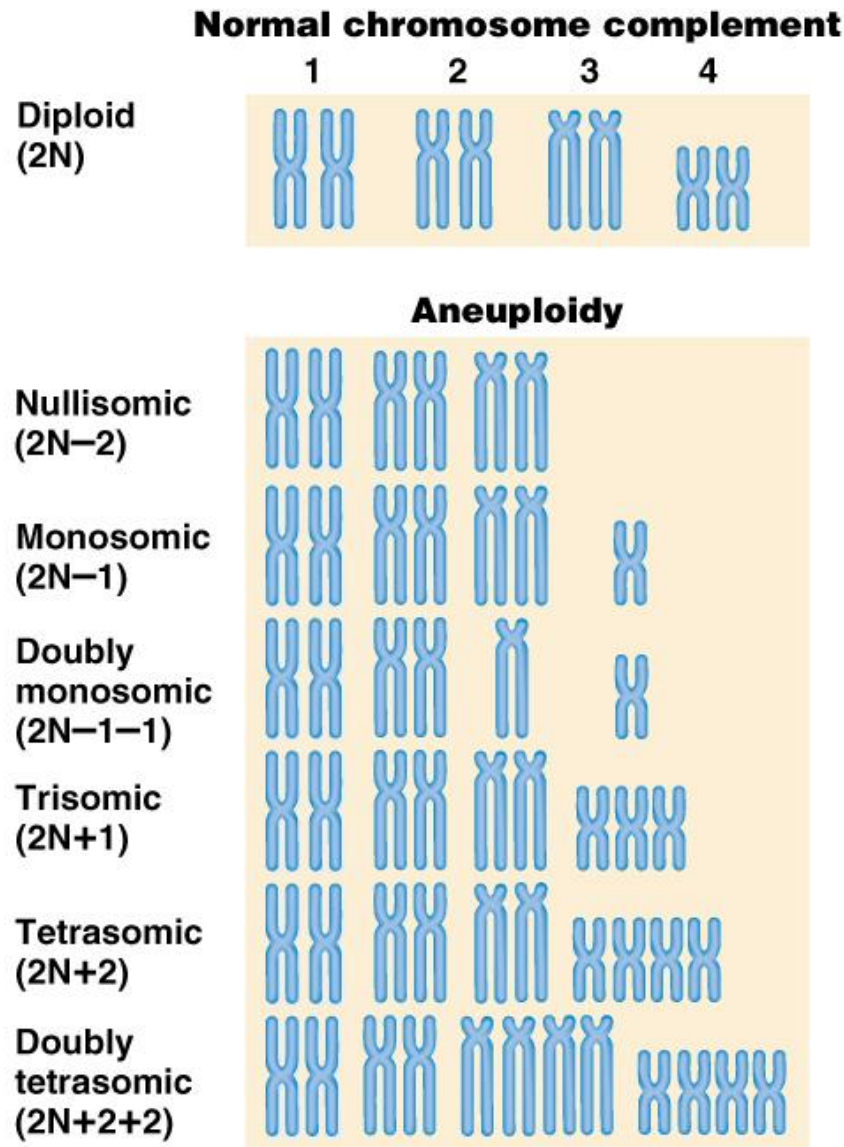 Normal chromosome complement
1 2 3 4
Diploid
(2N)
Aneuploidy
Nullisomic
(2N−2)
Monosomic
(2N−1)
Doubly
monosomic
(2N−1−1)
Trisomic
(2N+1)
Tetrasomic
(2N+2)
Doubly
tetrasomic
(2N+2+2)